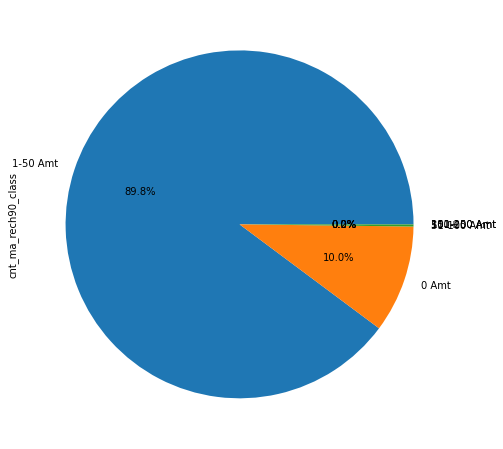 1-50 Amt
89.8%
cnt_ma_rech90_class
10.0%
0 Amt